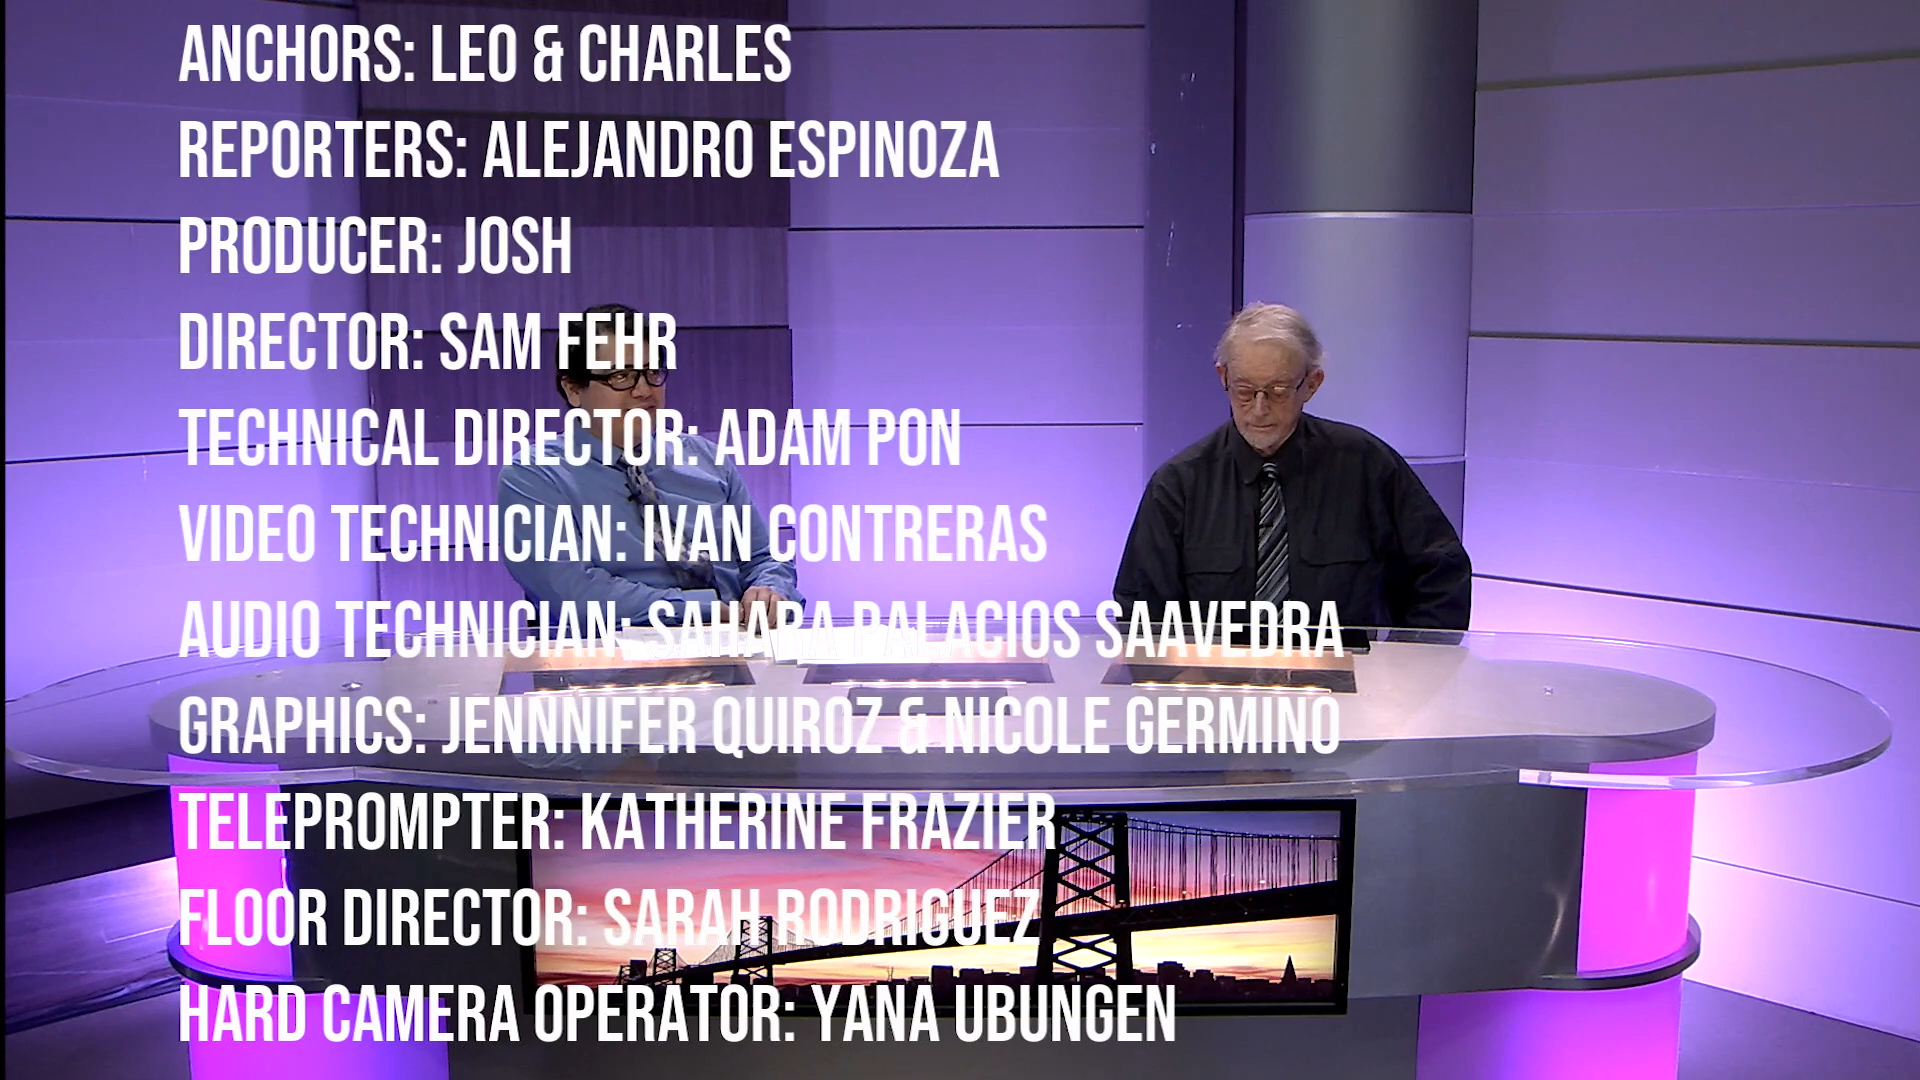 ANCHORS: LEO & CHARLES
REPORTERS: ALEJANDRO ESPINOZA
PRODUCER: JOSH
DIRECTOR: SAM FEHR
TECHNICAL DIRECTOR: ADAM PON
VIDEO TECHNICIAN: IVAN CONTRERAS
AUDIO TECHNICIAN: SAHARA PALACIOS SAAVEDRA
GRAPHICS: JENNNIFER QUIROZ & NICOLE GERMINO
TELEPROMPTER: KATHERINE FRAZIER
FLOOR DIRECTOR: SARAH RODRIGUEZ
HARD CAMERA OPERATOR: YANA UBUNGEN